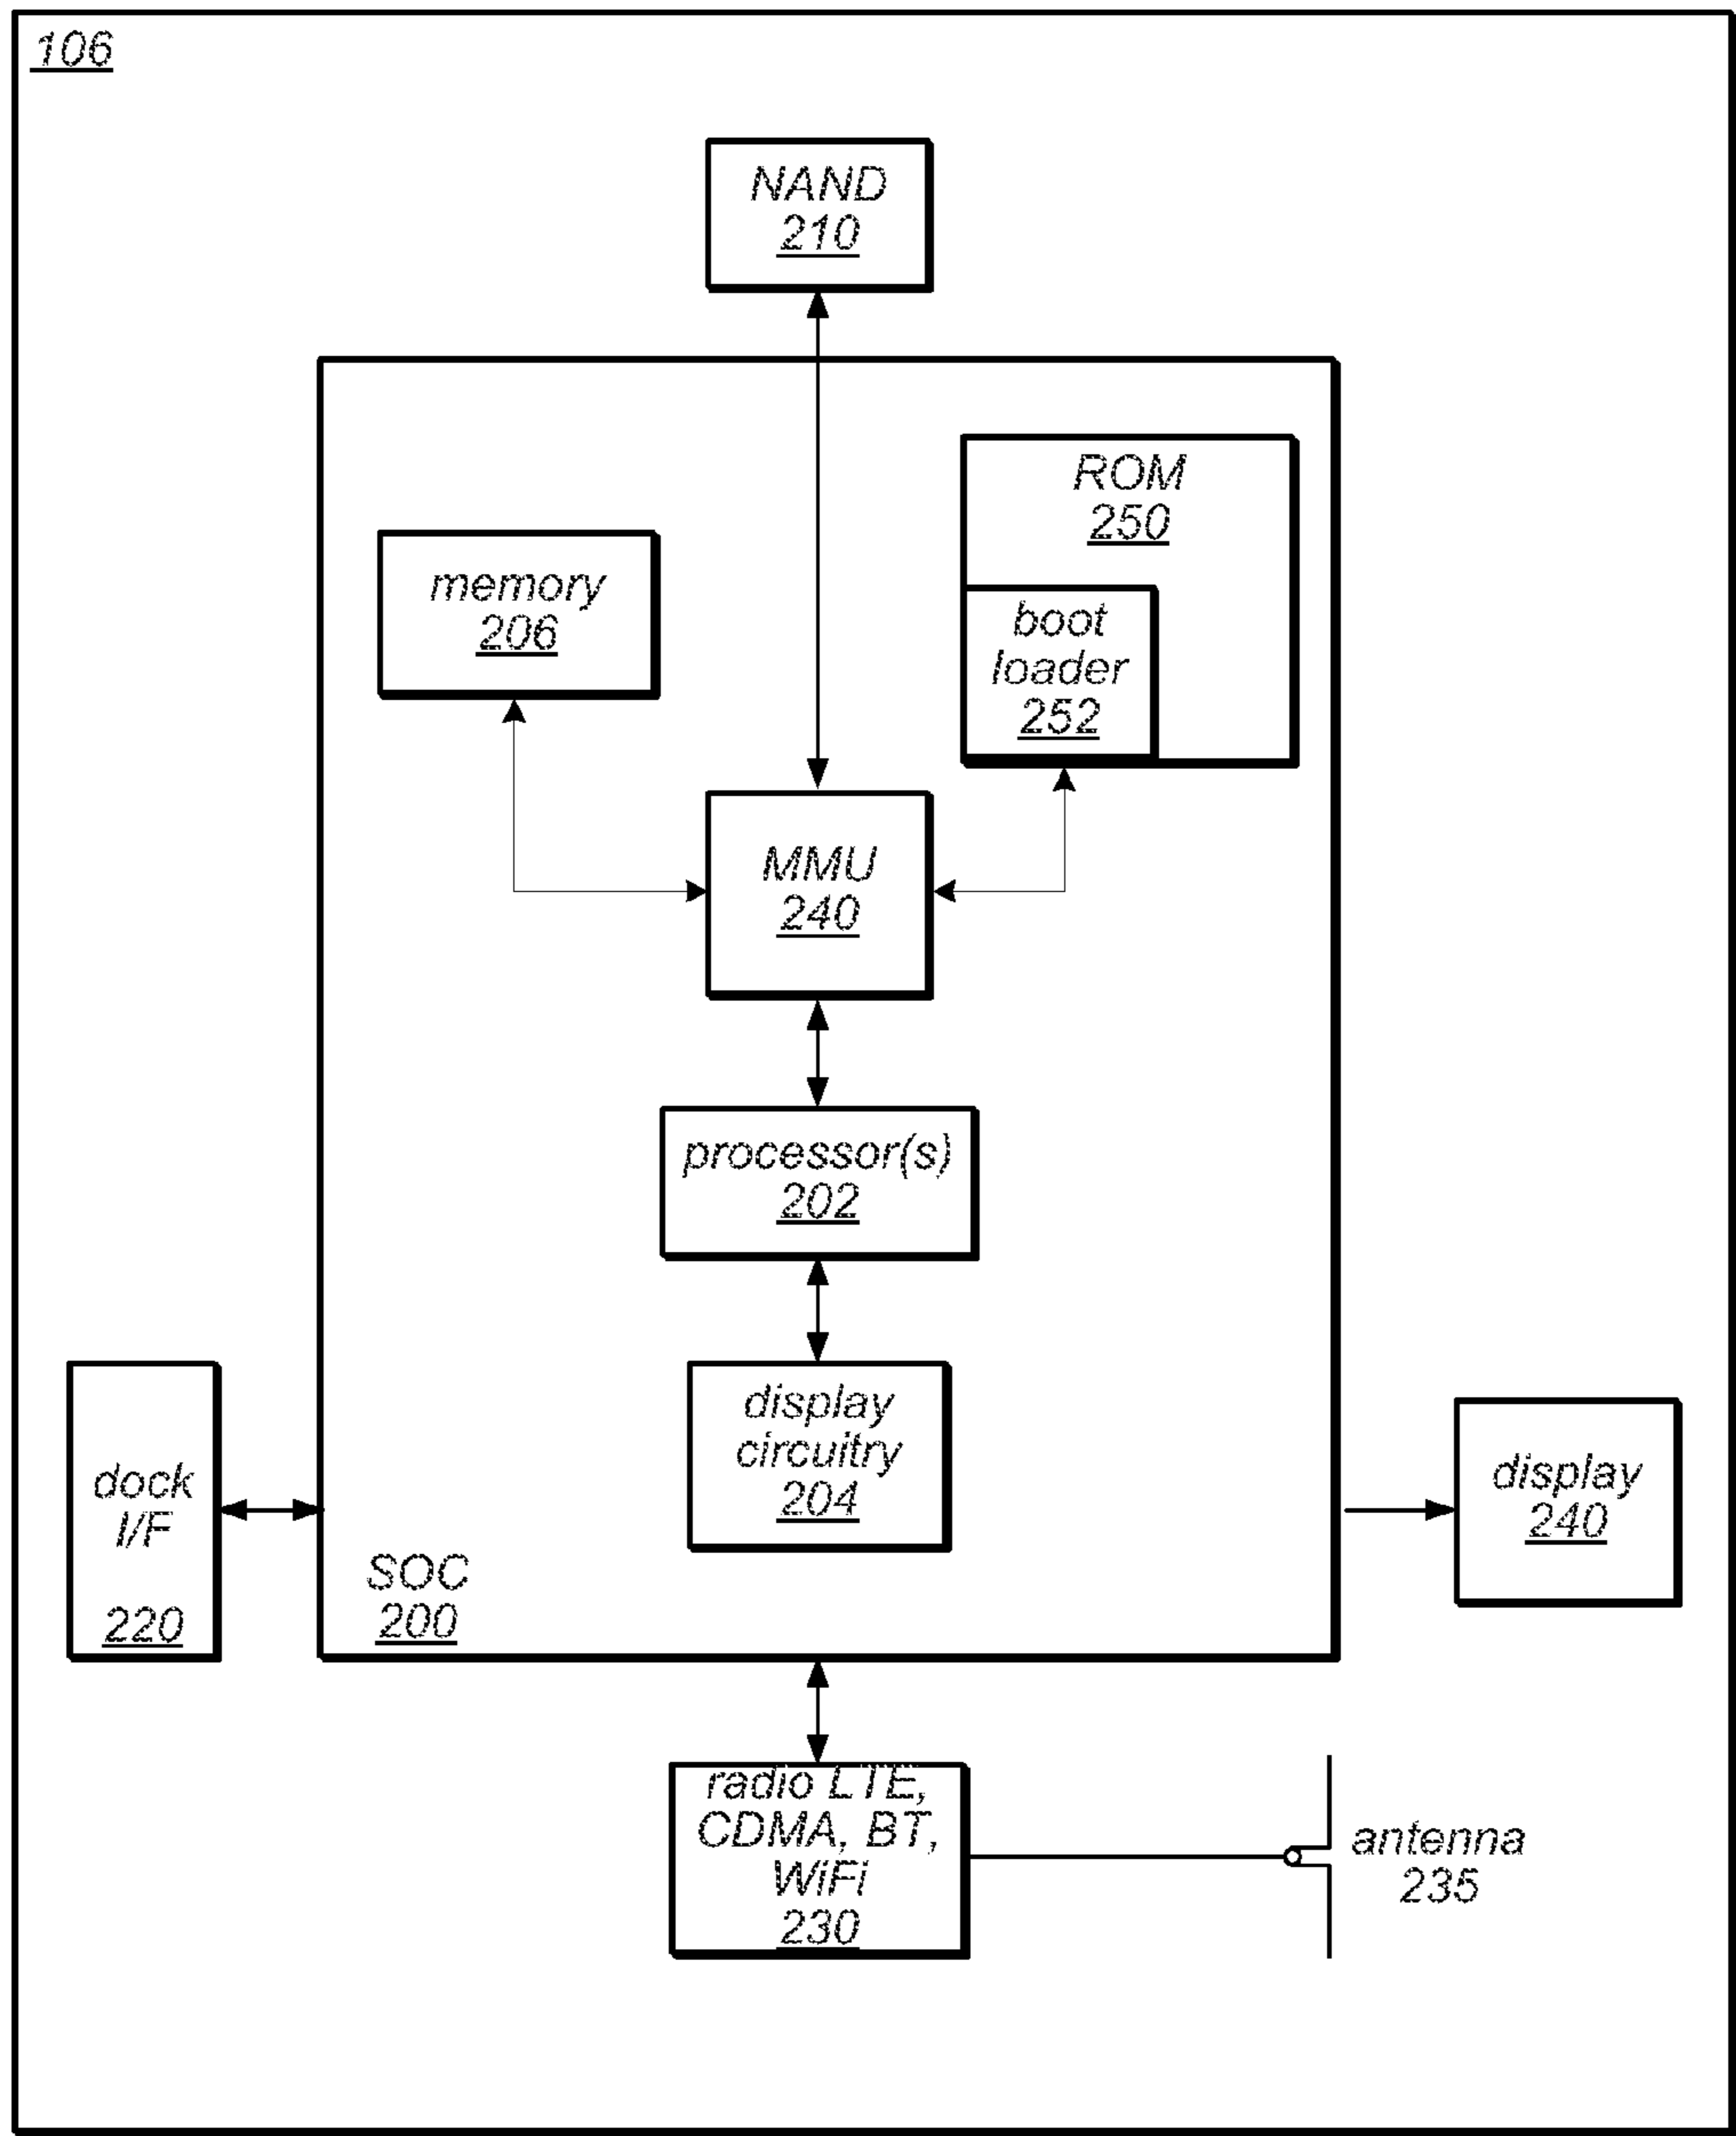 106
NAND
210
ROM
250
memory
206
boot
loader
252
MMU
240
processor(s)
202
display
circuitry
204
dock
I/F
220
SOC
200
display
240
radio LTE,
CDMA, BT,
WiFi
230
antenna
235